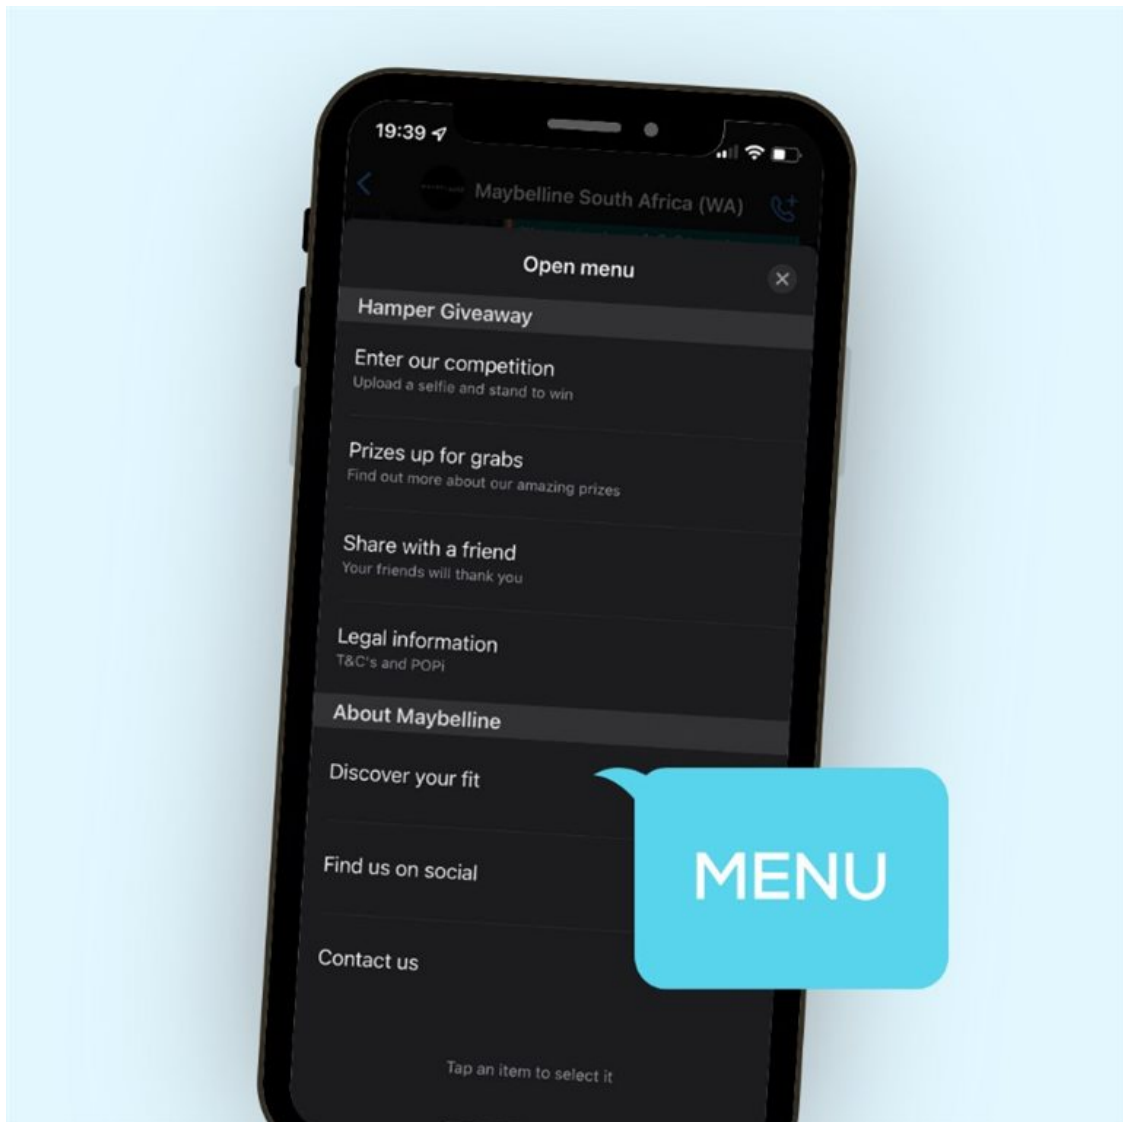 19:39
Maybelline South Africa (WA)
Open menu
Hamper Giveaway
Enter our competition
Upload a selfie and stand to win
Prizes up for grabs
Find out more about our amazing prizes
Share with a friend
Your friends will thank you
Legal information
T&C's and POPi
About Maybelline
Discover your fit
Find us on social
Contact us
MENU
Tap an item to select it